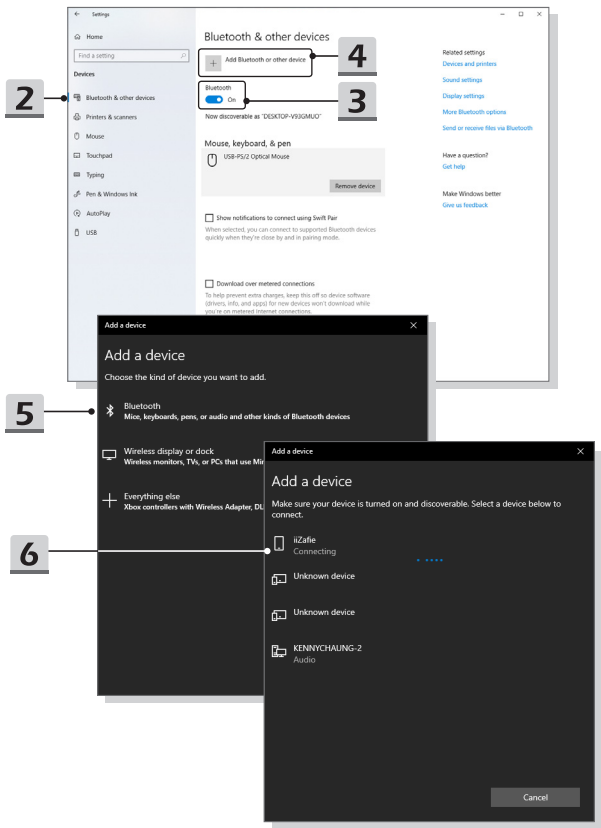 Settings
Home
Find a setting
Devices
Bluetooth & other devices
Printers & scanners
Mouse
Touchpad
Typing
Pen & Windows Ink
AutoPlay
USB
Bluetooth & other devices
Add Bluetooth or other device
Bluetooth
On
Now discoverable as "DESKTOP-V93GMUO"
Mouse, keyboard, & pen
USB-PS/2 Optical Mouse
Remove device
Show notifications to connect using Swift Pair
When selected, you can connect to supported Bluetooth devices
quickly when they're close by and in pairing mode.
Download over metered connections
To help prevent extra charges, keep this off so device software
(drivers, info, and apps) for new devices won't download while
you're on metered Internet connections.
Related settings
Devices and printers
Sound settings
Display settings
More Bluetooth options
Send or receive files via Bluetooth
Have a question?
Get help
Make Windows better
Give us feedback
2
4
3
Add a device
Add a device
Choose the kind of device you want to add.
Bluetooth
Mice, keyboards, pens, or audio and other kinds of Bluetooth devices
Wireless display or dock
Wireless monitors, TVs, or PCs that use
Everything else
Xbox controllers with Wireless Adapter,
5
6
Add a device
Add a device
Make sure your device is turned on and discoverable. Select a device below to
connect.
iiZafie
Connecting
Unknown device
Unknown device
KENNYCHAUNG-2
Audio
Cancel